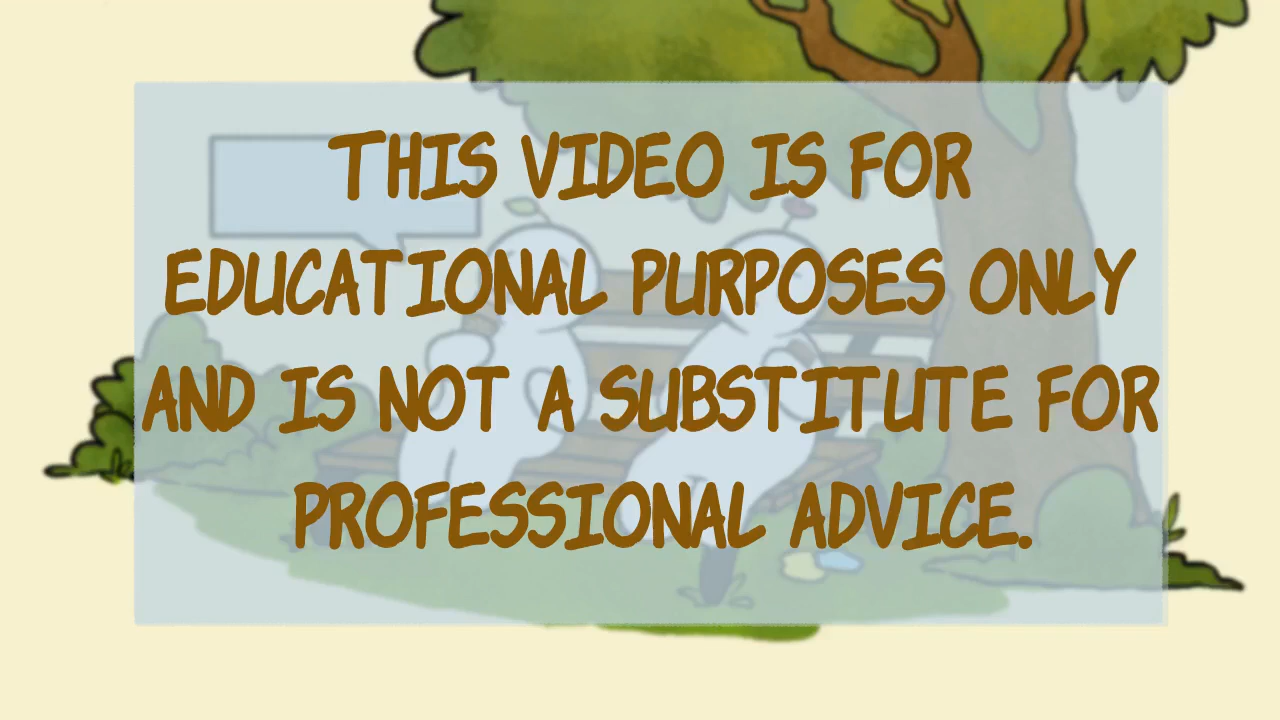 THIS VIDEO IS FOR
EDUCATIONAL PURPOSES ONLY
AND IS NOT A SUBSTITUTE FOR
PROFESSIONAL ADVICE.